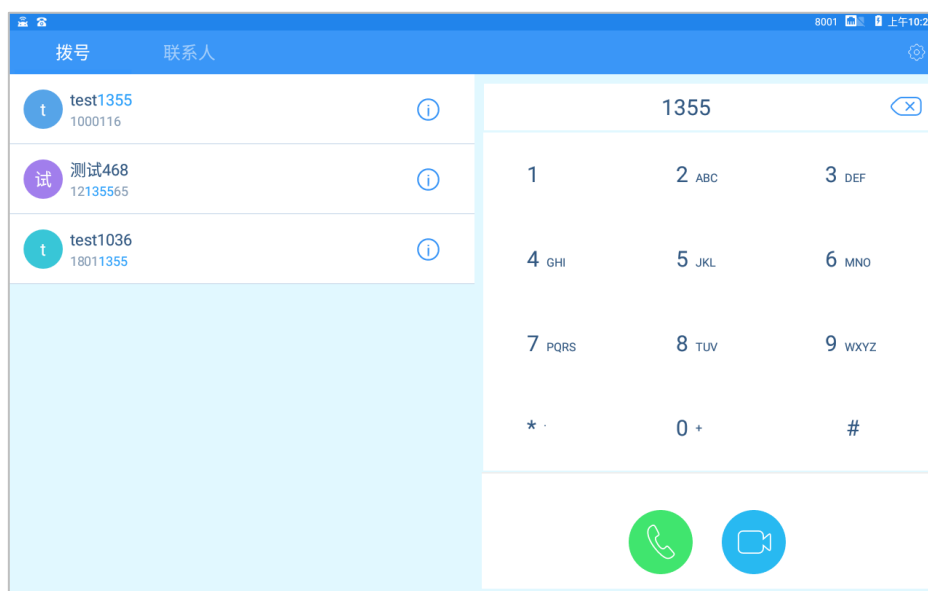 8001 上午10:2
拨号 联系人
t test1355
1000116
试 测试468
12135565
t test1036
18011355
1355
1 2 ABC 3 DEF
4 GHI 5 JKL 6 MNO
7 PQRS 8 TUV 9 WXYZ
* · 0 + #